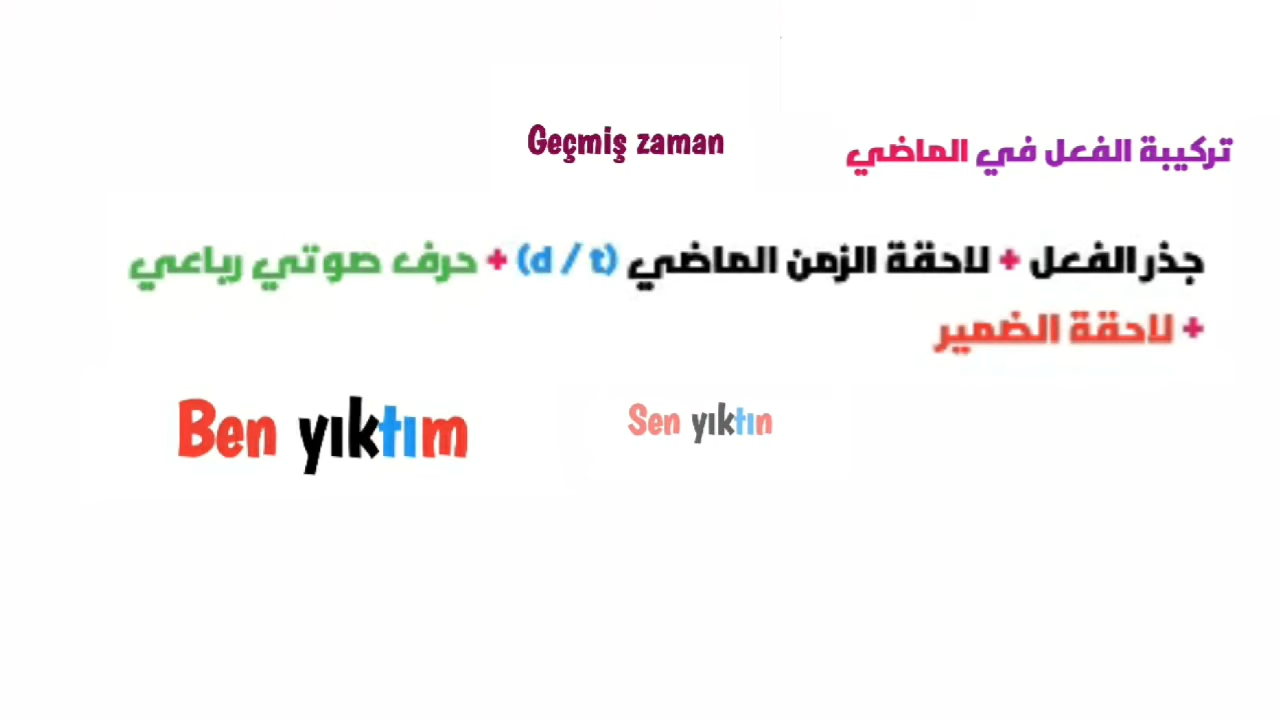 Geçmiş zaman
تركيبة الفعل في الماضي
جذر الفعل + لاحقة الزمن الماضي (d / t) + حرف صوتي رباعي
+ لاحقة الضمير
Ben yıktım
Sen yıktın